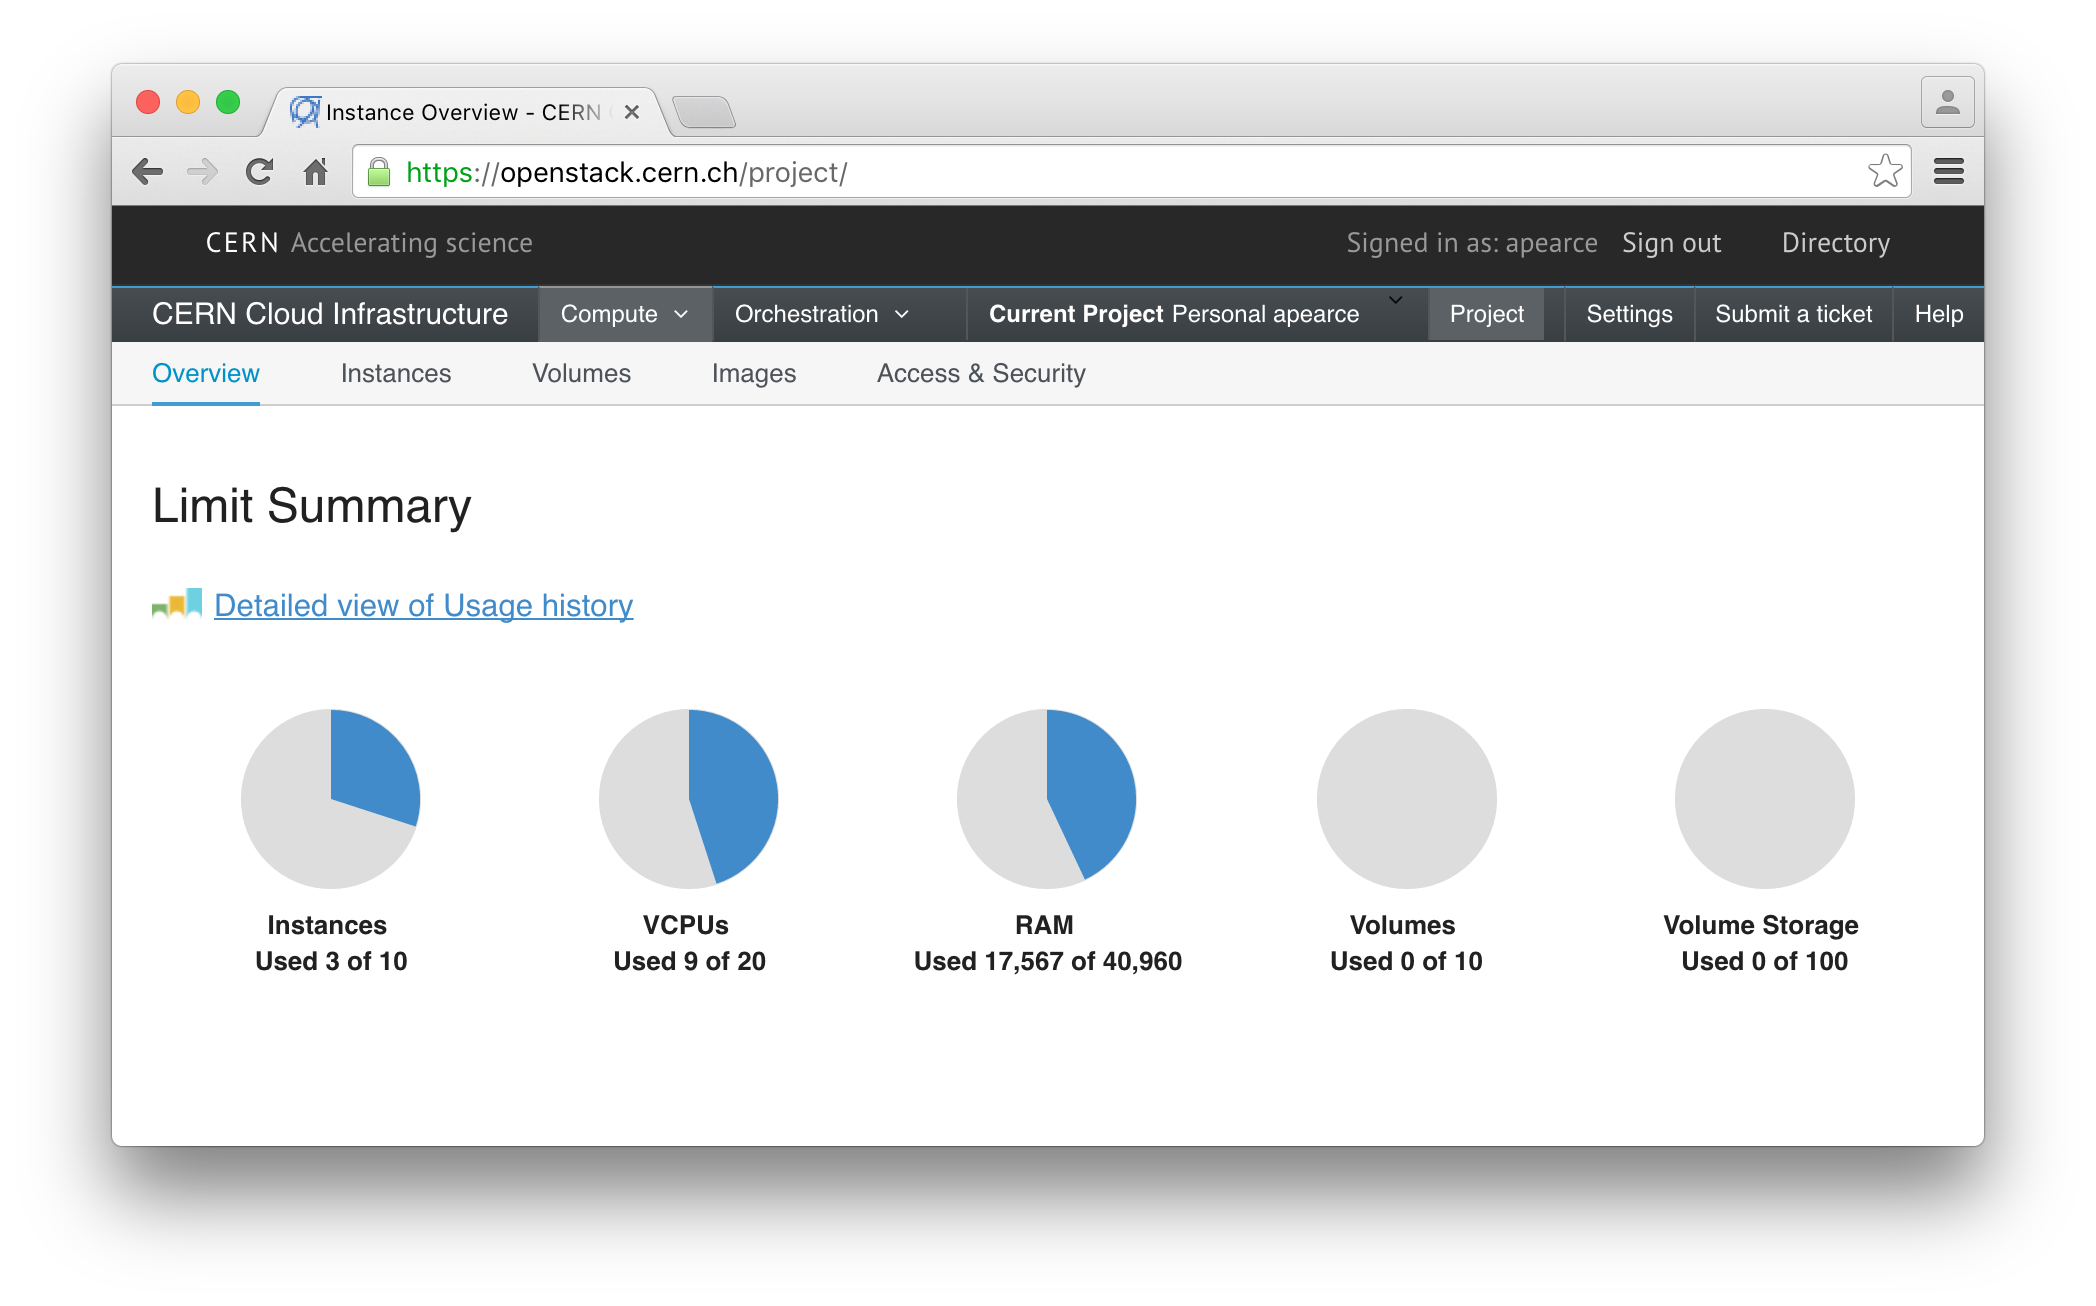 Instance Overview - CERN
https://openstack.cern.ch/project/
CERN Accelerating science
Signed in as: apearce Sign out Directory
CERN Cloud Infrastructure Compute Orchestration Current Project Personal apearce Project Settings Submit a ticket Help
Overview Instances Volumes Images Access & Security
Limit Summary
Detailed view of Usage history
Instances VCPUs RAM Volumes Volume Storage
Used 3 of 10 Used 9 of 20 Used 17,567 of 40,960 Used 0 of 10 Used 0 of 100